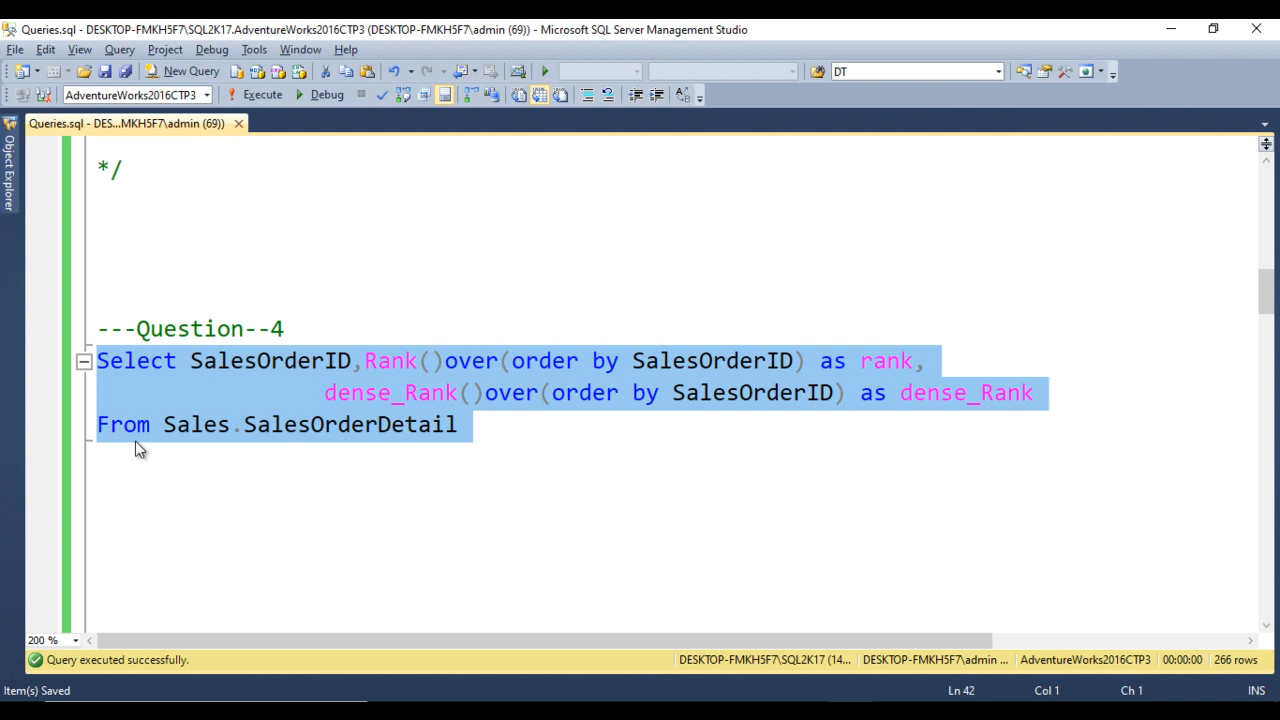 Queries.sql - DESKTOP-FMKH5F7\SQL2K17.AdventureWorks2016CTP3 (DESKTOP-FMKH5F7\admin (69)) - Microsoft SQL Server Management Studio
File Edit View Query Project Debug Tools Window Help
New Query DT
AdventureWorks2016CTP3 Execute Debug
Queries.sql - DES...MKH5F7\admin (69))
Object Explorer
*/
---Question--4
Select SalesOrderID,Rank()over(order by SalesOrderID) as rank,
dense_Rank()over(order by SalesOrderID) as dense_Rank
From Sales.SalesOrderDetail
200 %
Query executed successfully. DESKTOP-FMKH5F7\SQL2K17 (14... DESKTOP-FMKH5F7\admin ... AdventureWorks2016CTP3 00:00:00 266 rows
Item(s) Saved Ln 42 Col 1 Ch 1 INS